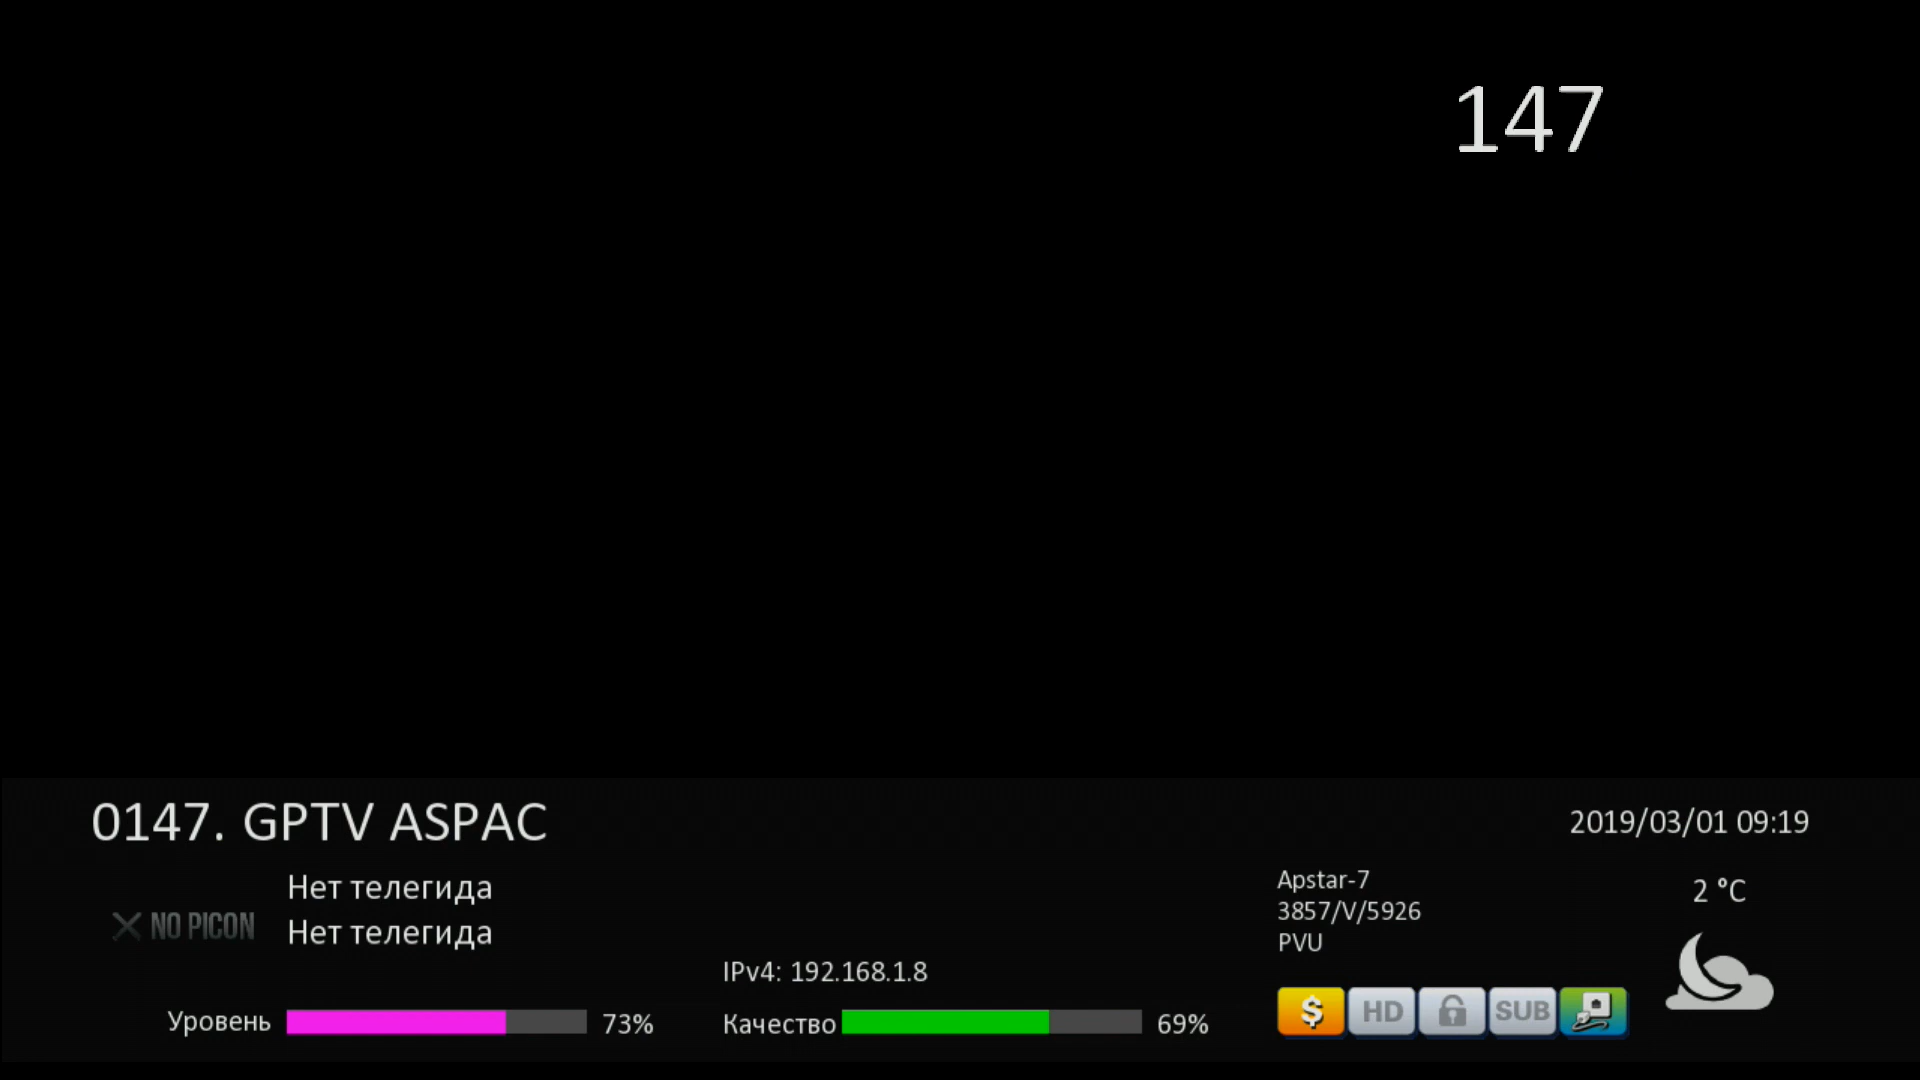 147
0147. GPTV ASPAC
2019/03/01 09:19
Нет телегида
Нет телегида
NO PICON
Apstar-7
3857/V/5926
PVU
2 °C
IPv4: 192.168.1.8
Уровень 73%
Качество 69%
$ HD SUB